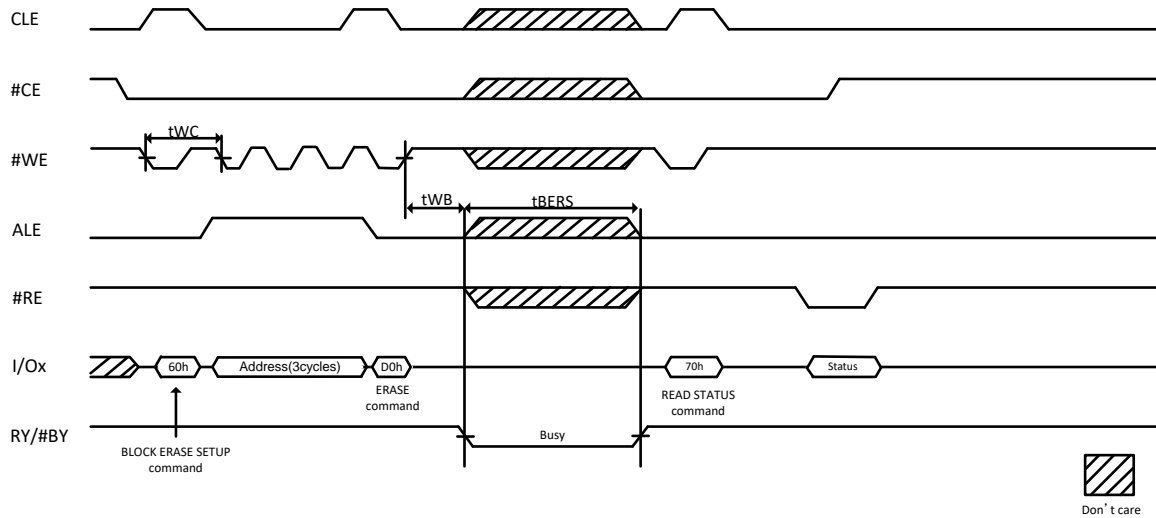 CLE
#CE
tWC
#WE
tWB
tBERS
ALE
#RE
I/Ox
60h
Address(3cycles)
D0h
70h
Status
ERASE
command
READ STATUS
command
RY/#BY
Busy
BLOCK ERASE SETUP
command
Don’t care